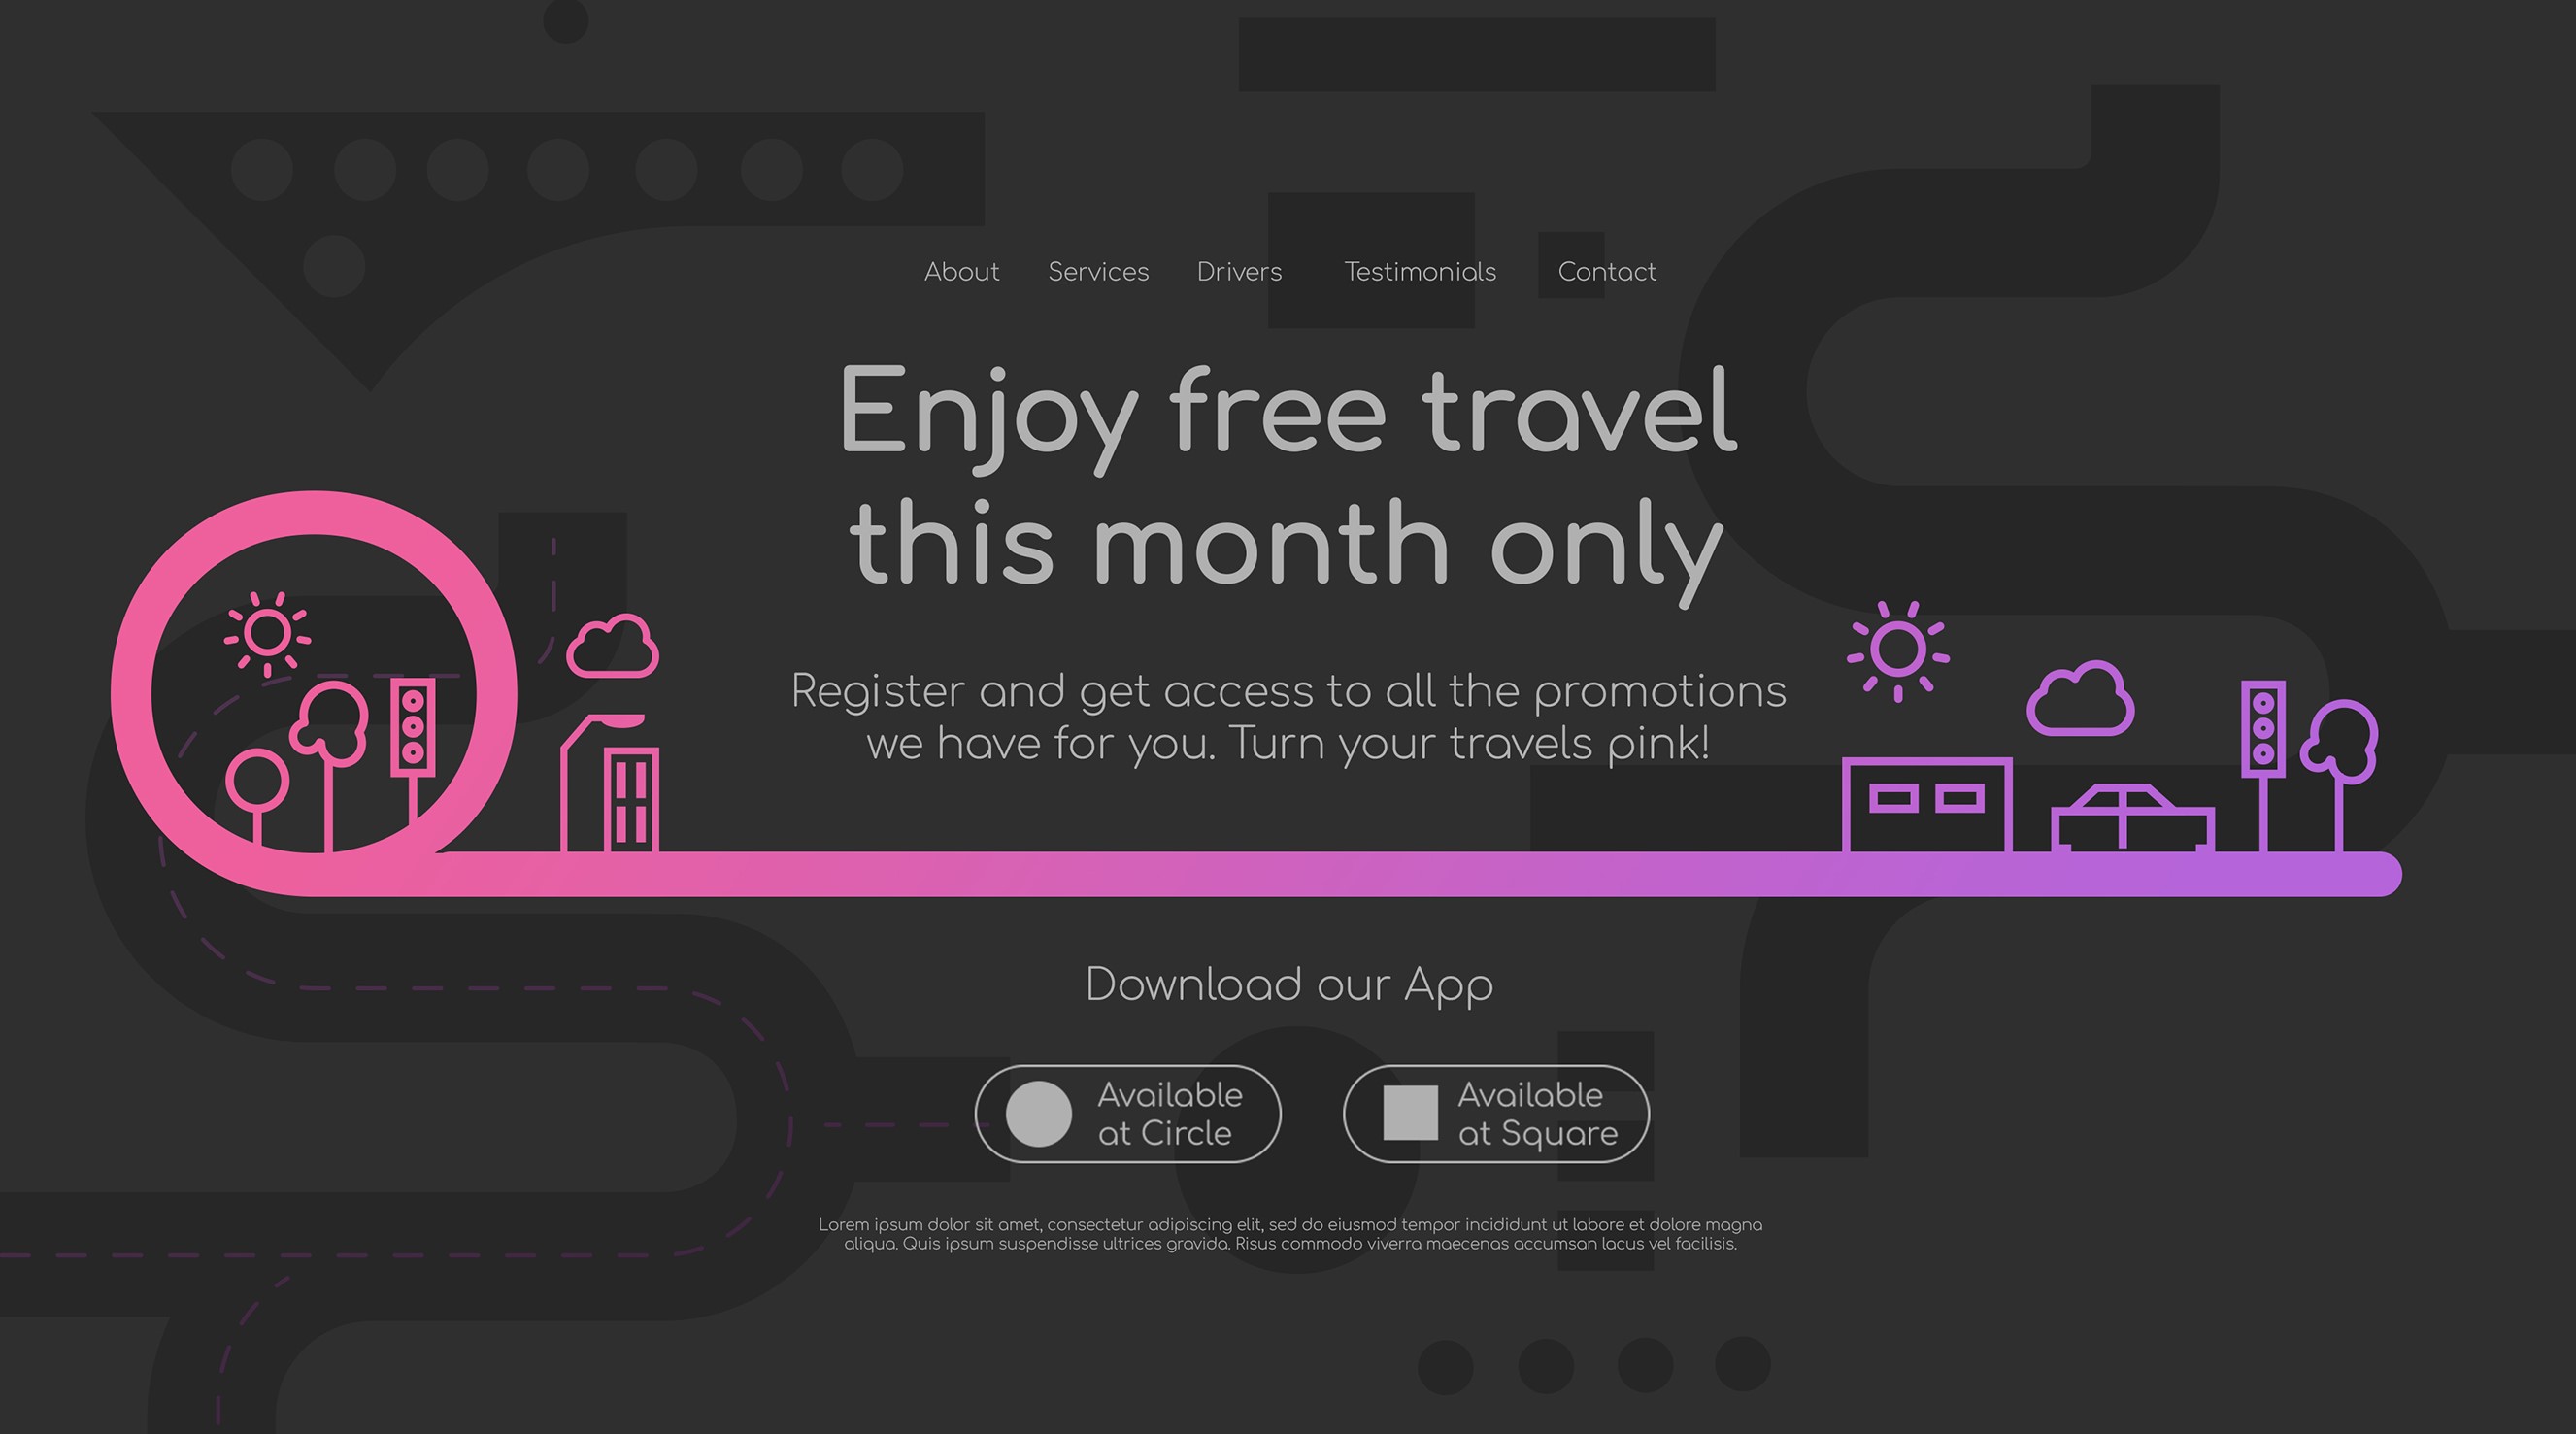 About Services Drivers Testimonials Contact
Enjoy free travel
this month only
Register and get access to all the promotions
we have for you. Turn your travels pink!
Download our App
Available
at Circle
Available
at Square
Lorem ipsum dolor sit amet, consectetur adipiscing elit, sed do eiusmod tempor incididunt ut labore et dolore magna
aliqua. Quis ipsum suspendisse ultrices gravida. Risus commodo viverra maecenas accumsan lacus vel facilisis.